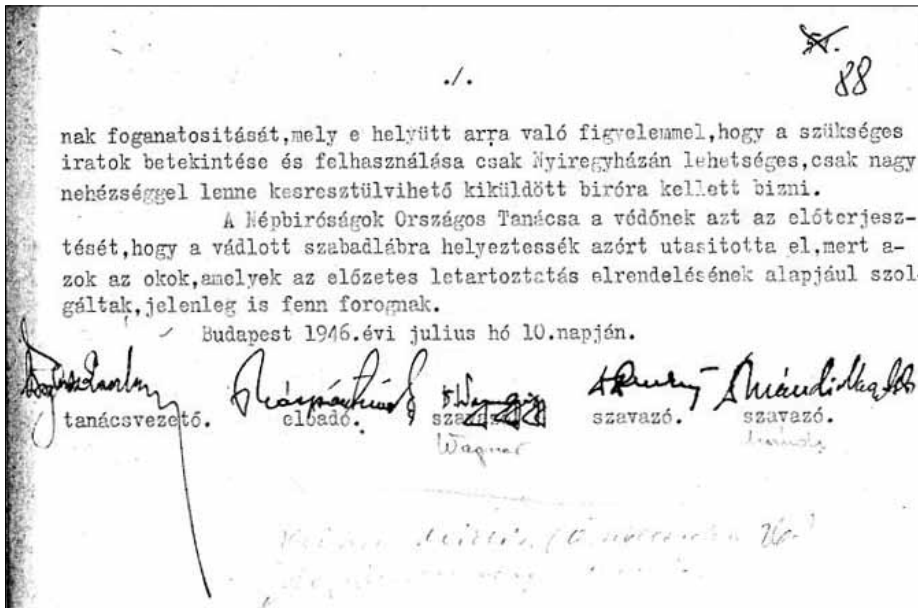 88
./.
nak foganatositását,mely e helyütt arra való figyelemmel,hogy a szükséges
iratok betekintése és felhasználása csak Nyiregyházán lehetséges,csak nagy
nehézséggel lenne kesresztülvihető kiküldött biróra kellett bizni.
A Népbiróságok Országos Tanácsa a védőnek azt az előterjesz-
tését,hogy a vádlott szabadlábra helyeztessék azért utasitotta el,mert a-
zok az okok,amelyek az előzetes letartoztatás elrendelésének alapjául szol-
gáltak,jelenleg is fenn forognak.
Budapest 1946.évi julius hó 10.napján.
tanácsvezető. előadó. szavazó. szavazó. szavazó.
Wagner